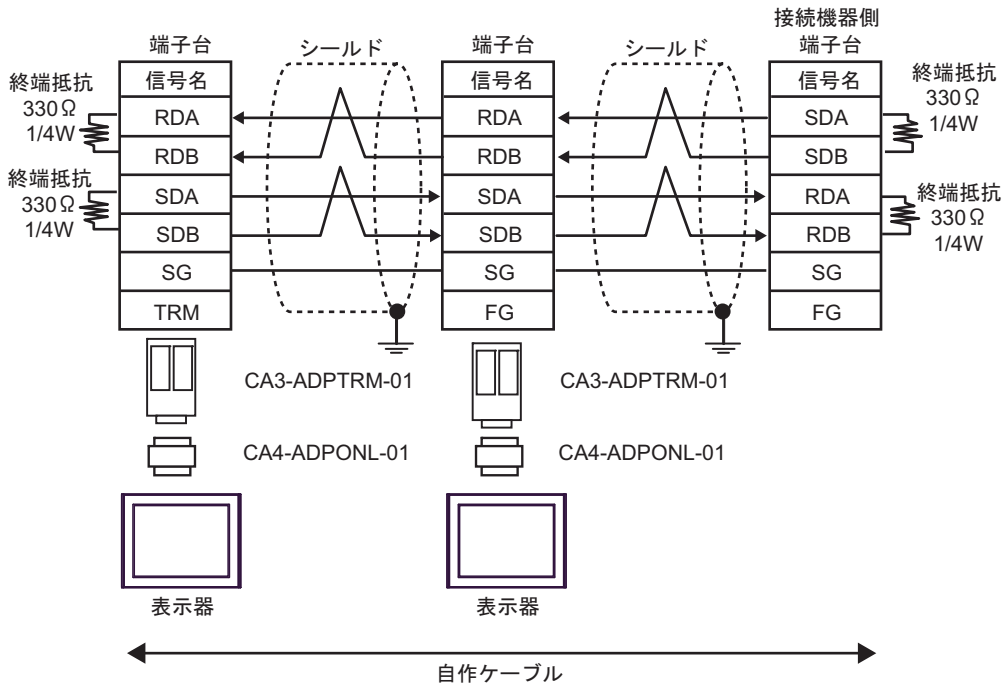 接続機器側
端子台
シールド
端子台
シールド
端子台
終端抵抗
330Ω
1/4W
終端抵抗
330Ω
1/4W
信号名
RDA
RDB
SDA
SDB
SG
TRM
信号名
RDA
RDB
SDA
SDB
SG
FG
信号名
SDA
SDB
RDA
RDB
SG
FG
終端抵抗
330Ω
1/4W
終端抵抗
330Ω
1/4W
CA3-ADPTRM-01
CA3-ADPTRM-01
CA4-ADPONL-01
CA4-ADPONL-01
表示器
表示器
自作ケーブル